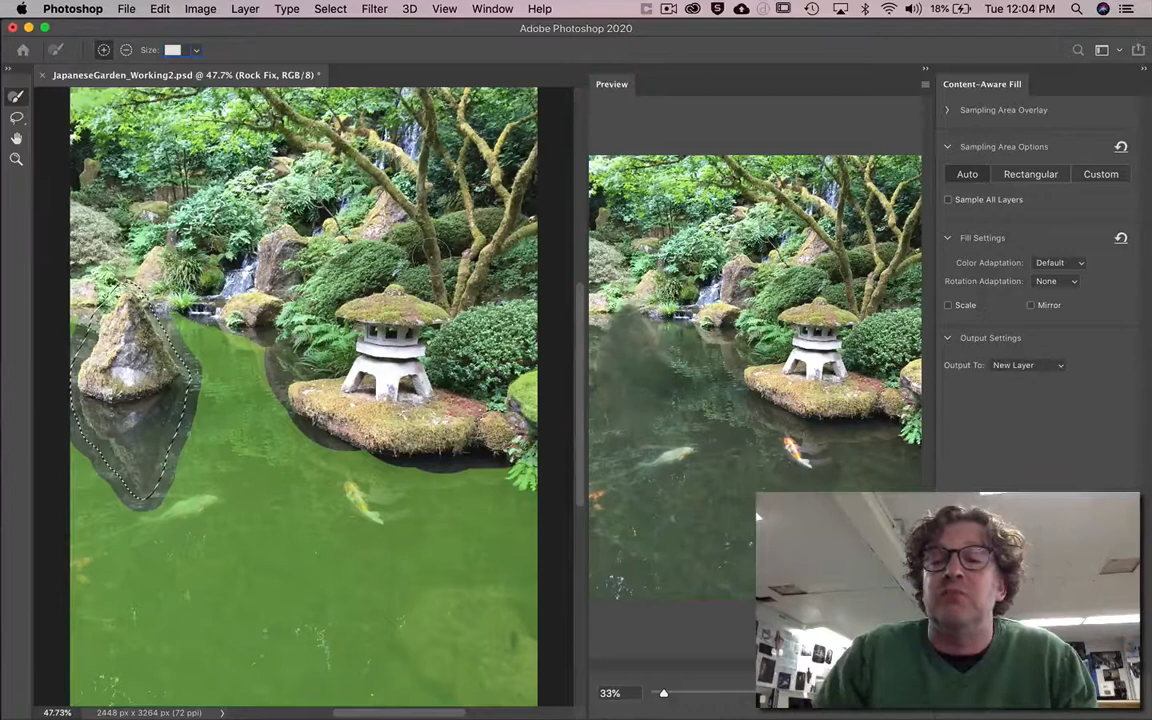 Photoshop File Edit Image Layer Type Select Filter 3D View Window Help 18% Tue 12:04 PM
Adobe Photoshop 2020
Size:
JapaneseGarden_Working2.psd @ 47.7% (Rock Fix, RGB/8) *
Preview
Content-Aware Fill
Sampling Area Overlay
Sampling Area Options
Auto Rectangular Custom
Sample All Layers
Fill Settings
Color Adaptation: Default
Rotation Adaptation: None
Scale Mirror
Output Settings
Output To: New Layer
33%
47.73% 2448 px x 3264 px (72 ppi)